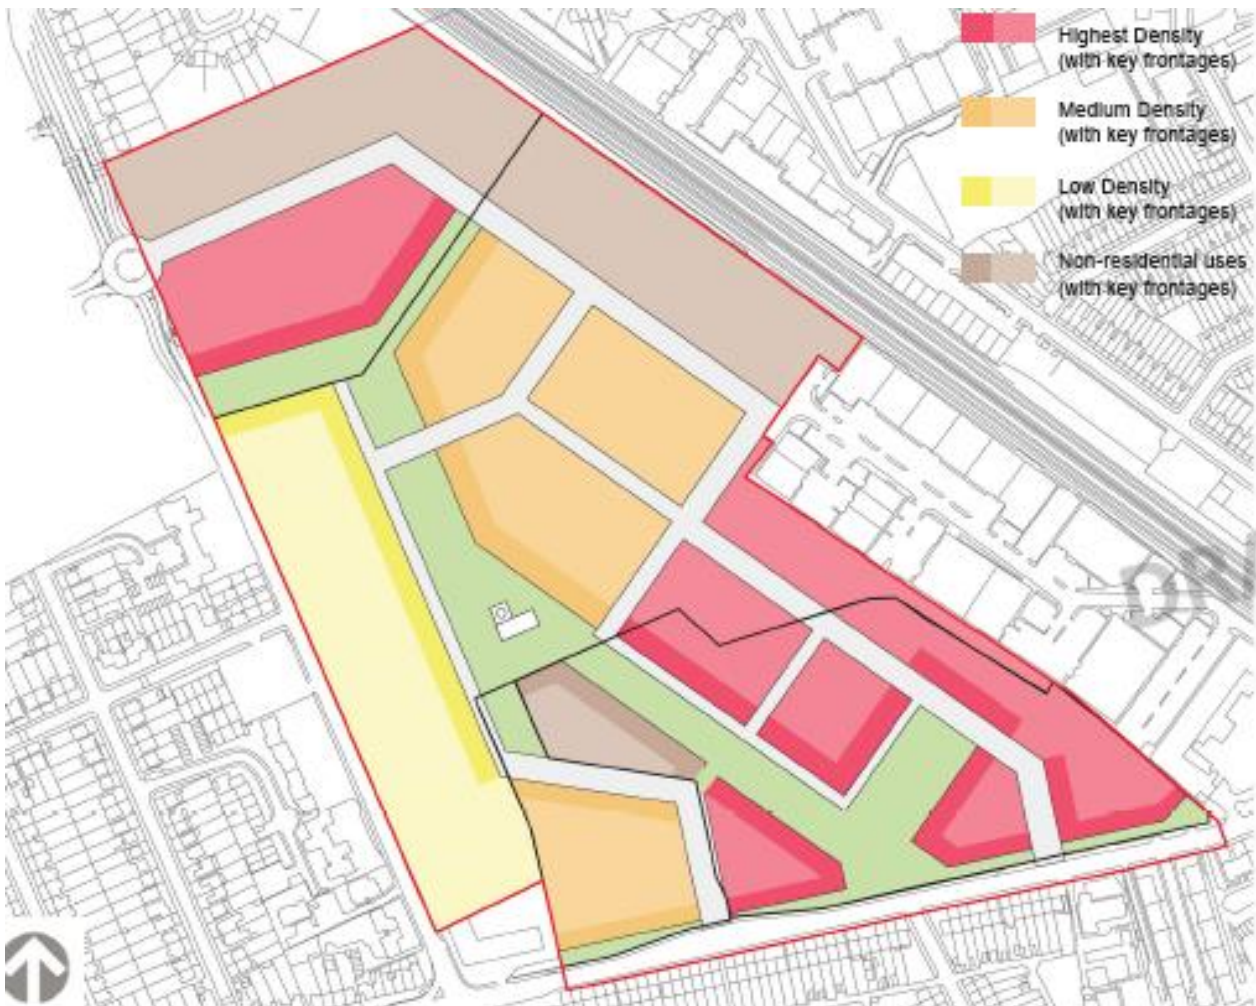 Highest Density
(with key frontages)
Medium Density
(with key frontages)
Low Density
(with key frontages)
Non-residential uses
(with key frontages)